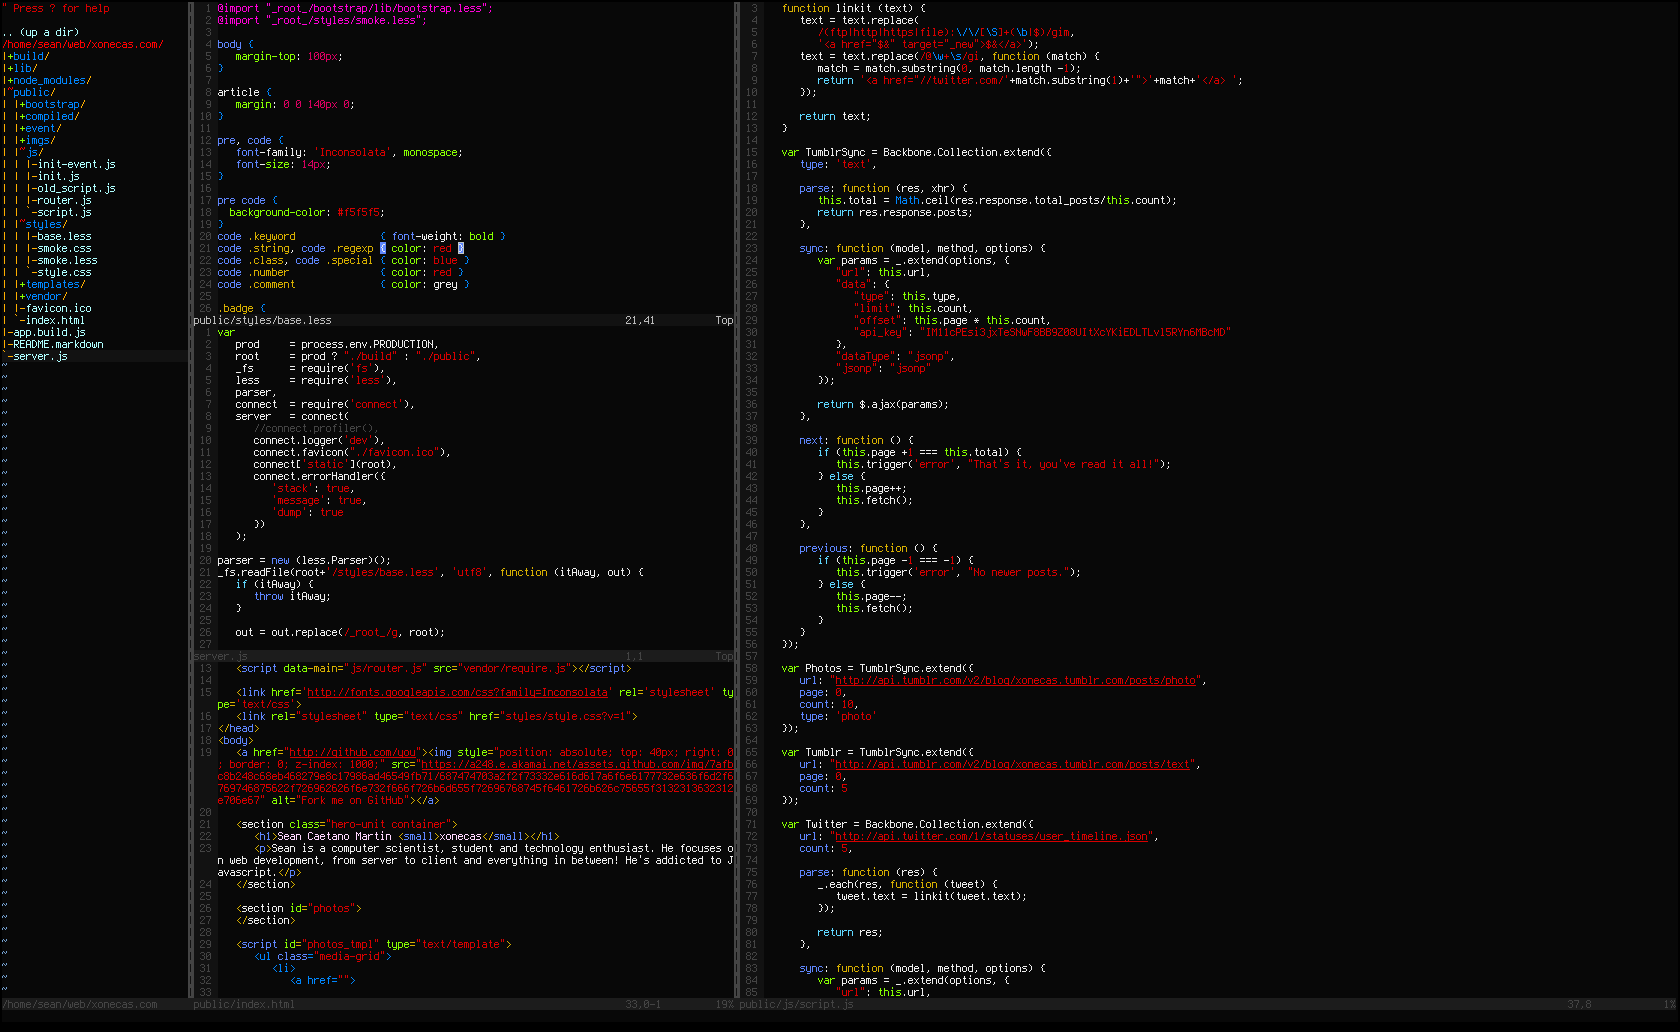 " Press ? for help

.. (up a dir)
/home/sean/web/xonecas.com/
|+build/
|+lib/
|+node_modules/
|~public/
| |+bootstrap/
| |+compiled/
| |+event/
| |+imgs/
| |~js/
| | |-init-event.js
| | |-init.js
| | |-old_script.js
| | |-router.js
| | `-script.js
| |~styles/
| | |-base.less
| | |-smoke.css
| | |-smoke.less
| | `-style.css
| |+templates/
| |+vendor/
| |-favicon.ico
| `-index.html
|-app.build.js
|-README.markdown
`-server.js
/home/sean/web/xonecas.com
1 @import "_root_/bootstrap/lib/bootstrap.less";
2 @import "_root_/styles/smoke.less";
3
4 body {
5    margin-top: 100px;
6 }
7
8 article {
9    margin: 0 0 140px 0;
10 }
11
12 pre, code {
13    font-family: 'Inconsolata', monospace;
14    font-size: 14px;
15 }
16
17 pre code {
18   background-color: #f5f5f5;
19 }
20 code .keyword              { font-weight: bold }
21 code .string, code .regexp { color: red }
22 code .class, code .special { color: blue }
23 code .number               { color: red }
24 code .comment              { color: grey }
25
26 .badge {
public/styles/base.less 21,41 Top
1 var
2    prod     = process.env.PRODUCTION,
3    root     = prod ? "./build" : "./public",
4    _fs      = require('fs'),
5    less     = require('less'),
6    parser,
7    connect  = require('connect'),
8    server   = connect(
9       //connect.profiler(),
10       connect.logger('dev'),
11       connect.favicon("./favicon.ico"),
12       connect['static'](root),
13       connect.errorHandler({
14          'stack': true,
15          'message': true,
16          'dump': true
17       })
18    );
19
20 parser = new (less.Parser)();
21 _fs.readFile(root+'/styles/base.less', 'utf8', function (itAway, out) {
22    if (itAway) {
23       throw itAway;
24    }
25
26    out = out.replace(/_root_/g, root);
27
server.js 1,1 Top
13    <script data-main="js/router.js" src="vendor/require.js"></script>
14
15    <link href='http://fonts.googleapis.com/css?family=Inconsolata' rel='stylesheet' ty
pe='text/css'>
16    <link rel="stylesheet" type="text/css" href="styles/style.css?v=1">
17 </head>
18 <body>
19    <a href="http://github.com/you"><img style="position: absolute; top: 40px; right: 0
; border: 0; z-index: 1000;" src="https://a248.e.akamai.net/assets.github.com/img/7afb
" alt="Fork me on GitHub"></a>
20
21    <section class="hero-unit container">
22       <h1>Sean Caetano Martin <small>xonecas</small></h1>
23       <p>Sean is a computer scientist, student and technology enthusiast. He focuses o
n web development, from server to client and everything in between! He's addicted to J
avascript.</p>
24    </section>
25
26    <section id="photos">
27    </section>
28
29    <script id="photos_tmpl" type="text/template">
30       <ul class="media-grid">
31          <li>
32             <a href="">
33
public/index.html 33,0-1 19%
3 function linkit (text) {
4    text = text.replace(
5       /(ftp|http|https|file):\/\/[\S]+(\b|$)/gim,
6       '<a href="$&" target="_new">$&</a>');
7    text = text.replace(/@\w+\s/gi, function (match) {
8       match = match.substring(0, match.length -1);
9       return '<a href="//twitter.com/'+match.substring(1)+'">'+match+'</a> ';
10    });
11
12    return text;
13 }
14
15 var TumblrSync = Backbone.Collection.extend({
16    type: 'text',
17
18    parse: function (res, xhr) {
19       this.total = Math.ceil(res.response.total_posts/this.count);
20       return res.response.posts;
21    },
22
23    sync: function (model, method, options) {
24       var params = _.extend(options, {
25          "url": this.url,
26          "data": {
27             "type": this.type,
28             "limit": this.count,
29             "offset": this.page * this.count,
30             "api_key":
31          },
32          "dataType": "jsonp",
33          "jsonp": "jsonp"
34       });
35
36       return $.ajax(params);
37    },
38
39    next: function () {
40       if (this.page +1 === this.total) {
41          this.trigger('error', "That's it, you've read it all!");
42       } else {
43          this.page++;
44          this.fetch();
45       }
46    },
47
48    previous: function () {
49       if (this.page -1 === -1) {
50          this.trigger('error', "No newer posts.");
51       } else {
52          this.page--;
53          this.fetch();
54       }
55    }
56 });
57
58 var Photos = TumblrSync.extend({
59    url: "http://api.tumblr.com/v2/blog/xonecas.tumblr.com/posts/photo",
60    page: 0,
61    count: 10,
62    type: 'photo'
63 });
64
65 var Tumblr = TumblrSync.extend({
66    url: "http://api.tumblr.com/v2/blog/xonecas.tumblr.com/posts/text",
67    page: 0,
68    count: 5
69 });
70
71 var Twitter = Backbone.Collection.extend({
72    url: "http://api.twitter.com/1/statuses/user_timeline.json",
73    count: 5,
74
75    parse: function (res) {
76       _.each(res, function (tweet) {
77          tweet.text = linkit(tweet.text);
78       });
79
80       return res;
81    },
82
83    sync: function (model, method, options) {
84       var params = _.extend(options, {
85          "url": this.url,
public/js/script.js 37,8 1%